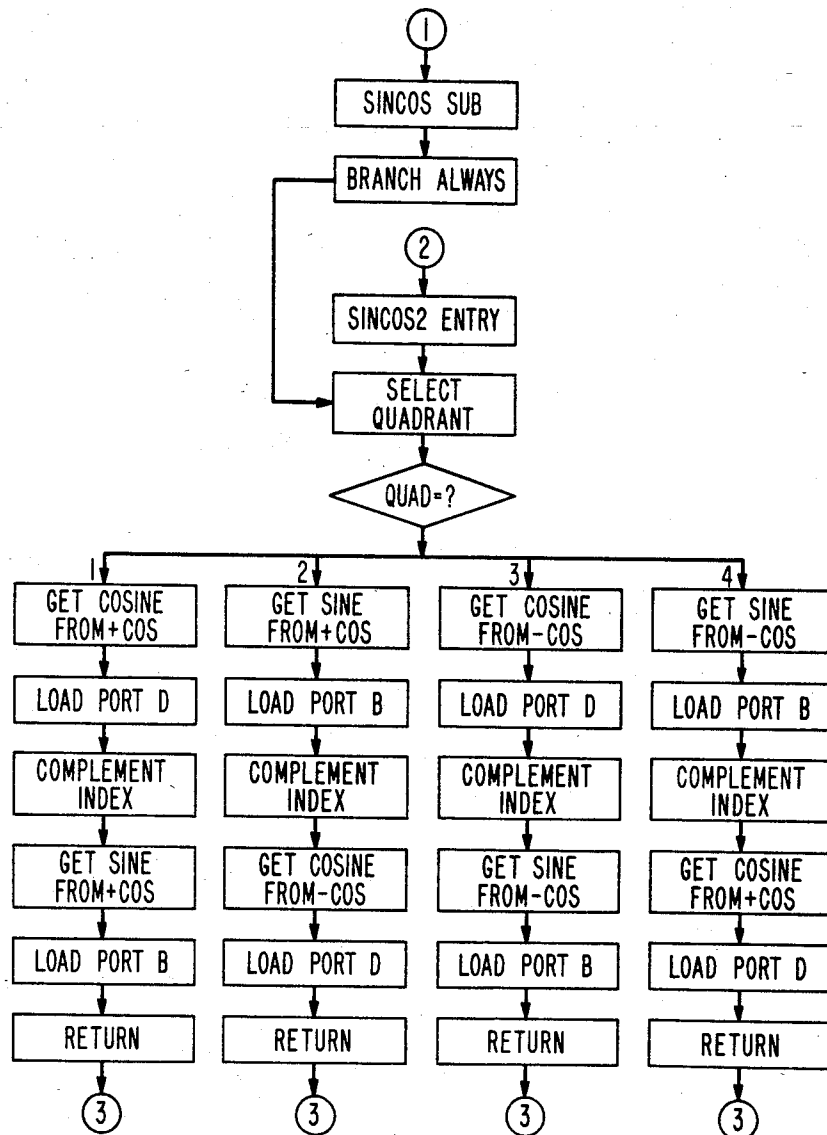 1
SINCOS SUB
BRANCH ALWAYS
2
SINCOS2 ENTRY
SELECT
QUADRANT
QUAD=?
1
GET COSINE
FROM+COS
LOAD PORT D
COMPLEMENT
INDEX
GET SINE
FROM+COS
LOAD PORT B
RETURN
3
2
GET SINE
FROM+COS
LOAD PORT B
COMPLEMENT
INDEX
GET COSINE
FROM-COS
LOAD PORT D
RETURN
3
3
GET COSINE
FROM-COS
LOAD PORT D
COMPLEMENT
INDEX
GET SINE
FROM-COS
LOAD PORT B
RETURN
3
4
GET SINE
FROM-COS
LOAD PORT B
COMPLEMENT
INDEX
GET COSINE
FROM+COS
LOAD PORT D
RETURN
3